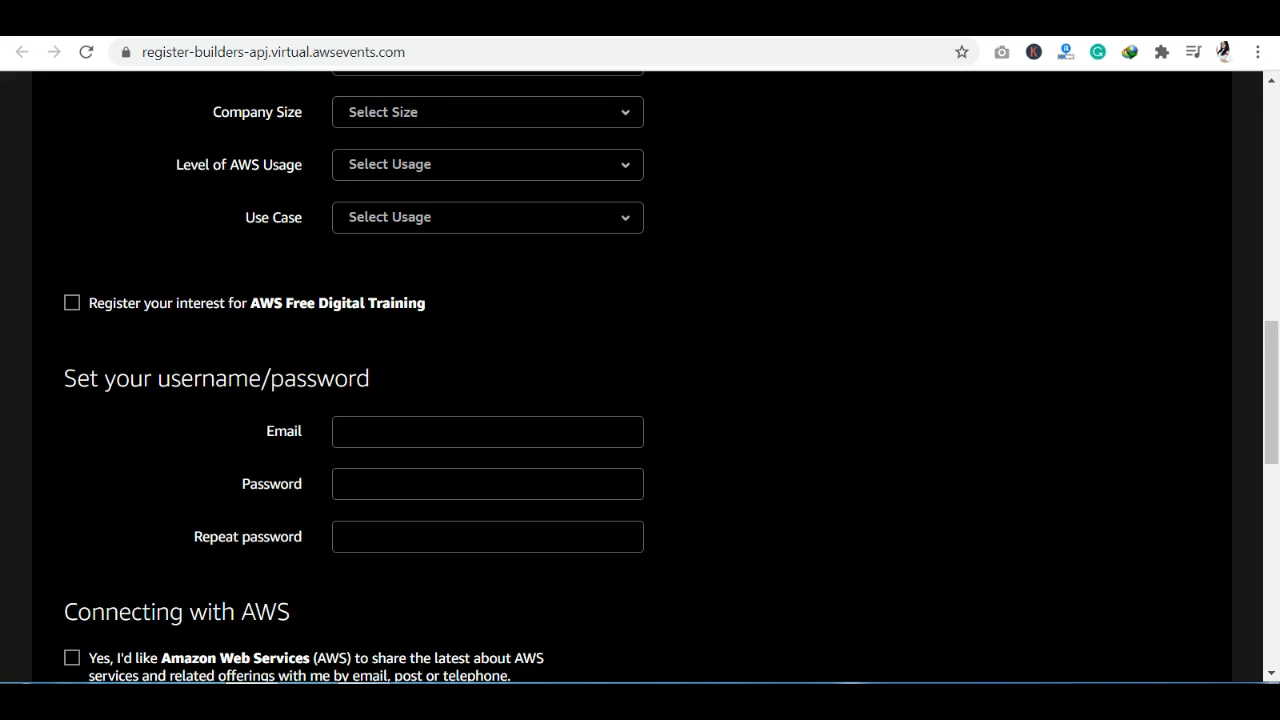 register-builders-apj.virtual.awsevents.com
Company Size
Select Size
Level of AWS Usage
Select Usage
Use Case
Select Usage
Register your interest for AWS Free Digital Training
Set your username/password
Email
Password
Repeat password
Connecting with AWS
Yes, I'd like Amazon Web Services (AWS) to share the latest about AWS
services and related offerings with me by email, post or telephone.